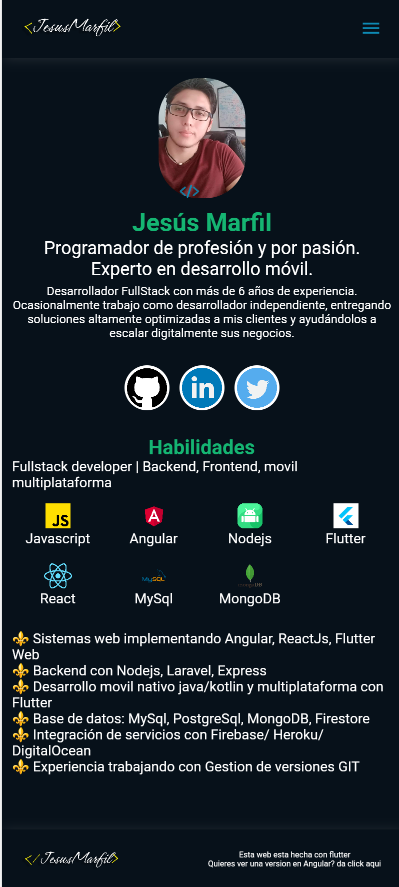 <JesusMarfil>
</>
Jesús Marfil
Programador de profesión y por pasión.
Experto en desarrollo móvil.
Desarrollador FullStack con más de 6 años de experiencia.
Ocasionalmente trabajo como desarrollador independiente, entregando
soluciones altamente optimizadas a mis clientes y ayudándolos a
escalar digitalmente sus negocios.
in
Habilidades
Fullstack developer | Backend, Frontend, movil
multiplataforma
JS
A
Javascript Angular Nodejs Flutter
MySQL
mongoDB
React MySql MongoDB
⚜ Sistemas web implementando Angular, ReactJs, Flutter
Web
⚜ Backend con Nodejs, Laravel, Express
⚜ Desarrollo movil nativo java/kotlin y multiplataforma con
Flutter
⚜ Base de datos: MySql, PostgreSql, MongoDB, Firestore
⚜ Integración de servicios con Firebase/ Heroku/
DigitalOcean
⚜ Experiencia trabajando con Gestion de versiones GIT
</JesusMarfil>
Esta web esta hecha con flutter
Quieres ver una version en Angular? da click aqui